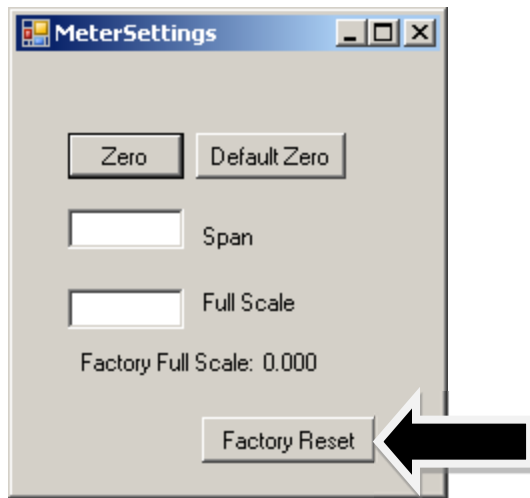 MeterSettings
Zero
Default Zero
Span
Full Scale
Factory Full Scale: 0.000
Factory Reset